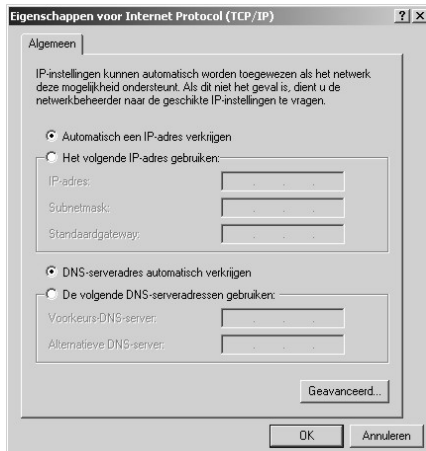 Eigenschappen voor Internet Protocol (TCP/IP)
Algemeen
IP-instellingen kunnen automatisch worden toegewezen als het netwerk
deze mogelijkheid ondersteunt. Als dit niet het geval is, dient u de
netwerkbeheerder naar de geschikte IP-instellingen te vragen.
Automatisch een IP-adres verkrijgen
Het volgende IP-adres gebruiken:
IP-adres:
Subnetmask:
Standaardgateway:
DNS-serveradres automatisch verkrijgen
De volgende DNS-serveradressen gebruiken:
Voorkeurs-DNS-server:
Alternatieve DNS-server:
Geavanceerd...
OK Annuleren